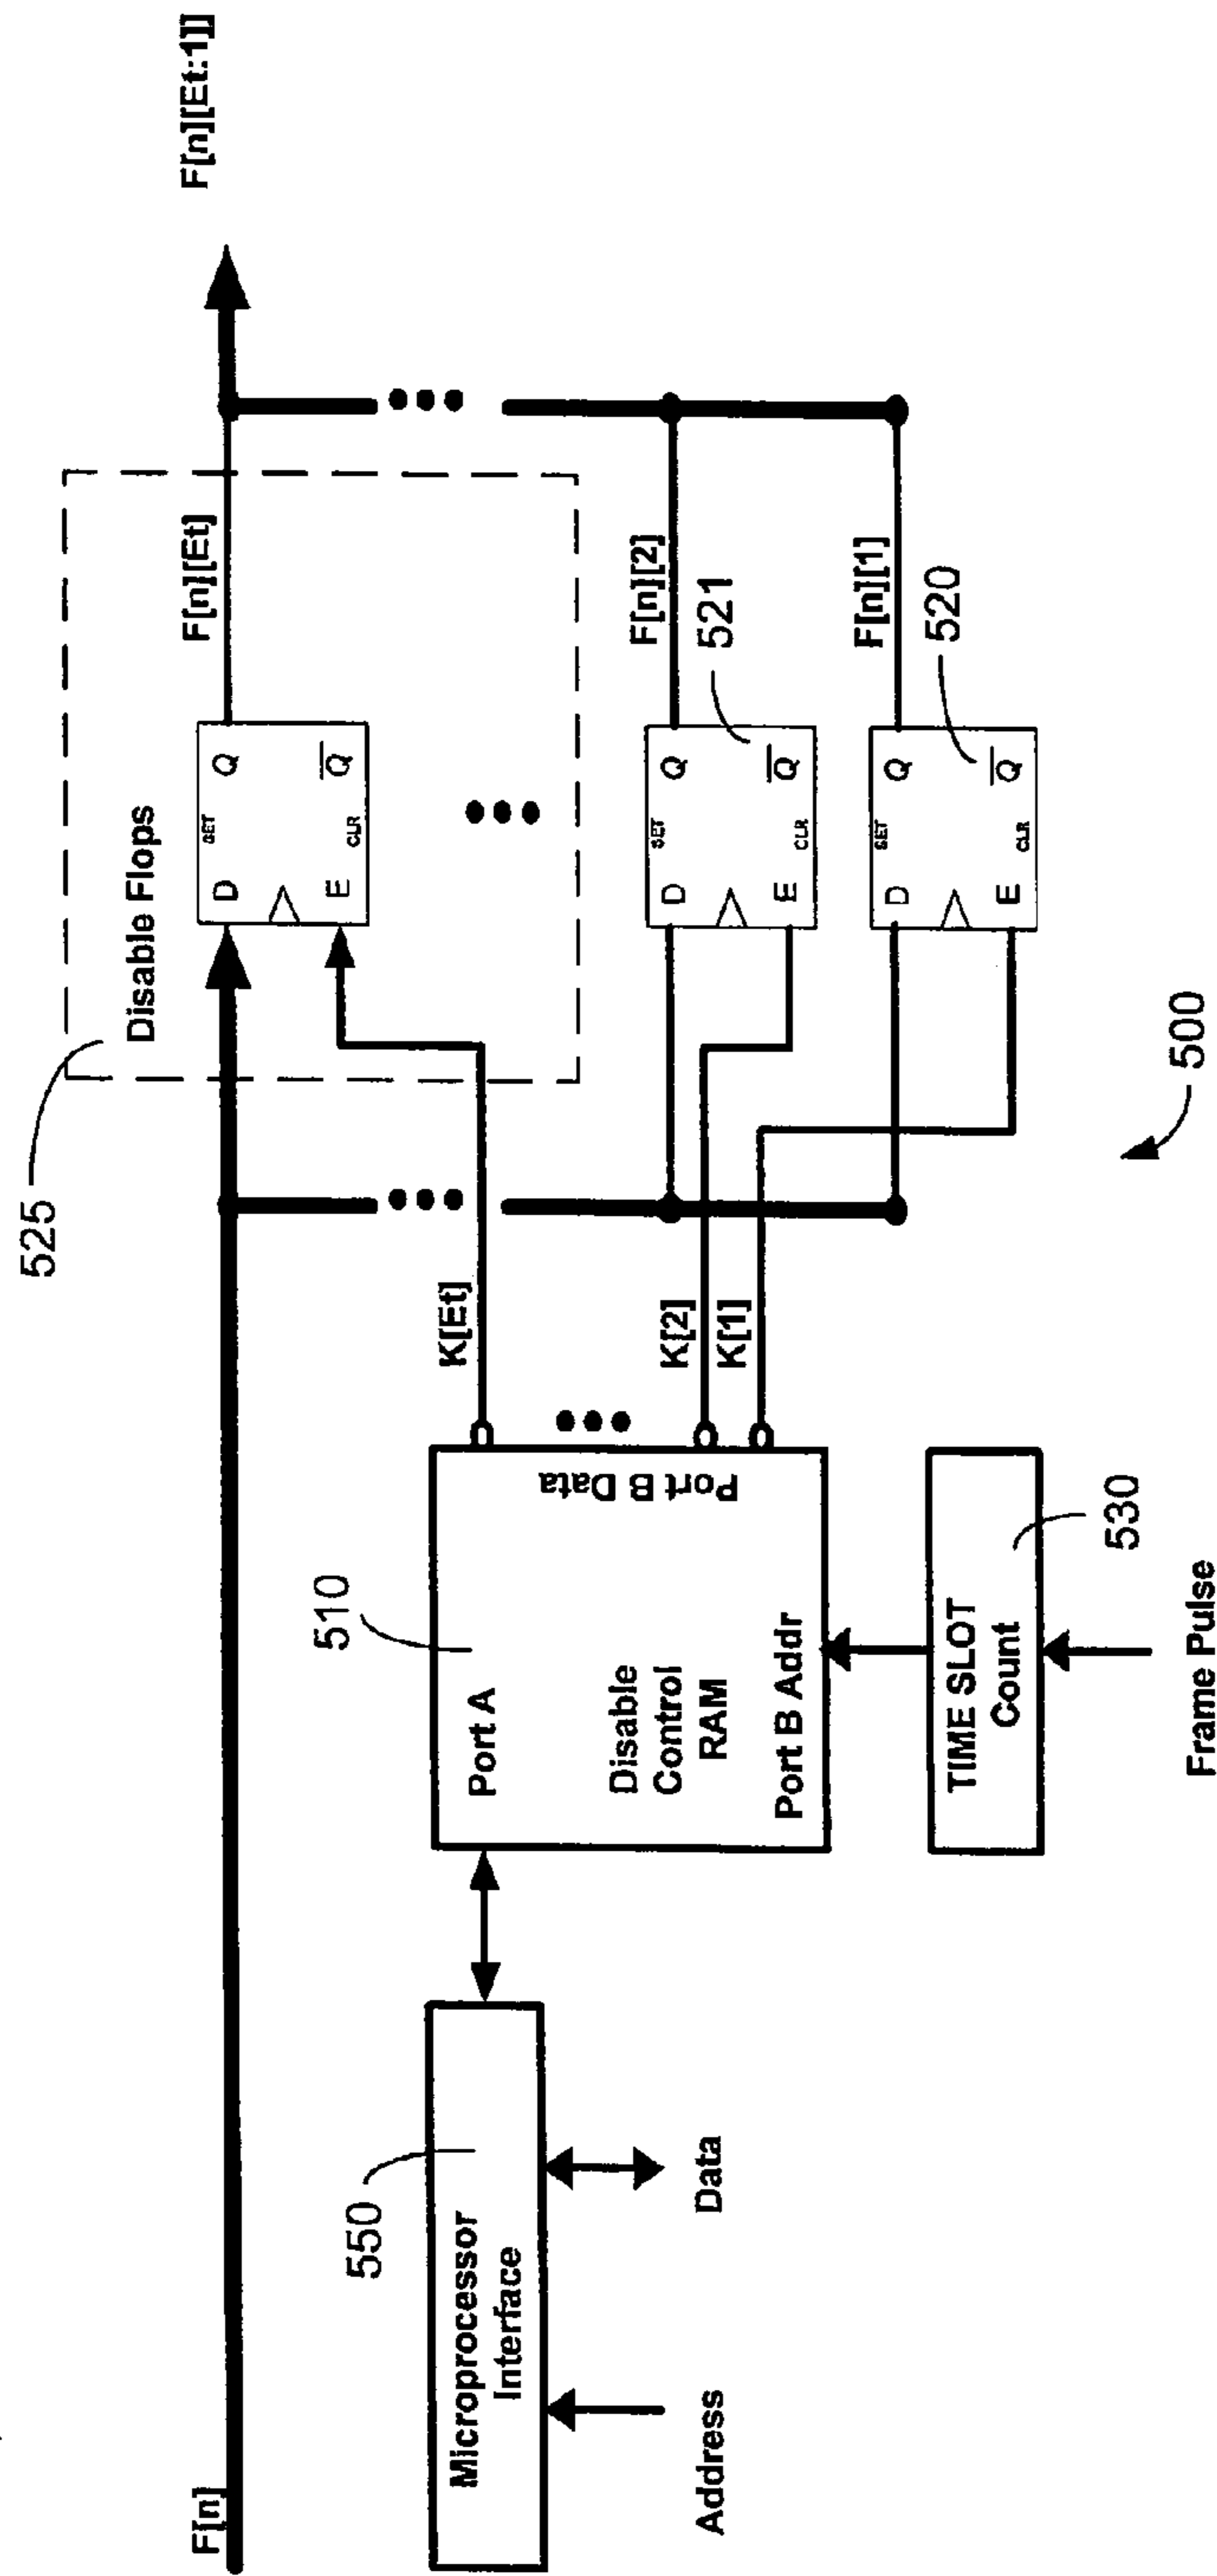 525
Disable Flops
F[n]
F[n][Et:1]]
D
SET
Q
E
CLR
Q
F[n][Et]
K[Et]
550
Microprocessor
Interface
Address
Data
510
Port A
Disable
Control
RAM
Port B Addr
Port B Data
K[2]
K[1]
D
SET
Q
E
CLR
Q
F[n][2]
521
D
SET
Q
E
CLR
Q
F[n][1]
520
TIME SLOT
Count
530
Frame Pulse
500